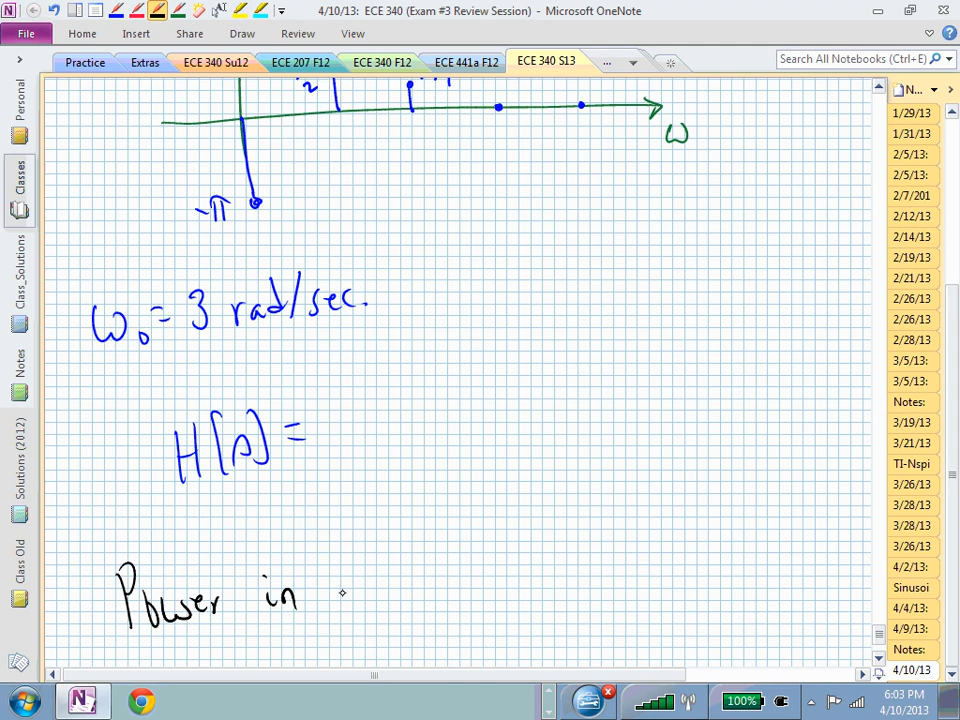 4/10/13: ECE 340 (Exam #3 Review Session) - Microsoft OneNote
File Home Insert Share Draw Review View
Practice Extras ECE 340 Su12 ECE 207 F12 ECE 340 F12 ECE 441a F12 ECE 340 S13 ... Search All Notebooks (Ctrl+E)
N...
Personal
Classes
Class_Solutions
Notes
Solutions (2012)
Class Old
2
ω
-π
ω₀ = 3 rad/sec.
H[s] =
Power in
1/29/13
1/31/13
2/5/13:
2/5/13:
2/7/201
2/12/13
2/14/13
2/19/13
2/21/13
2/26/13
2/26/13
2/28/13
3/5/13:
3/5/13:
Notes:
3/19/13
3/21/13
TI-Nspi
3/26/13
3/28/13
3/28/13
3/26/13
4/2/13:
Sinusoi
4/4/13:
4/9/13:
Notes:
4/10/13
100%
6:03 PM
4/10/2013